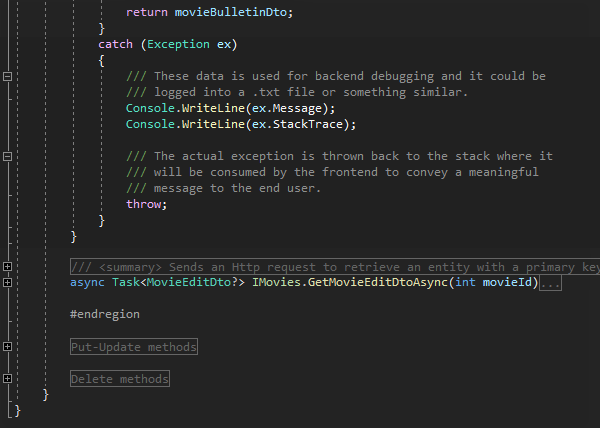 return movieBulletinDto;
}
catch (Exception ex)
{
/// These data is used for backend debugging and it could be
/// logged into a .txt file or something similar.
Console.WriteLine(ex.Message);
Console.WriteLine(ex.StackTrace);
/// The actual exception is thrown back to the stack where it
/// will be consumed by the frontend to convey a meaningful
/// message to the end user.
throw;
}
}
/// <summary> Sends an Http request to retrieve an entity with a primary key
async Task<MovieEditDto?> IMovies.GetMovieEditDtoAsync(int movieId)...
#endregion
Put-Update methods
Delete methods
}
}